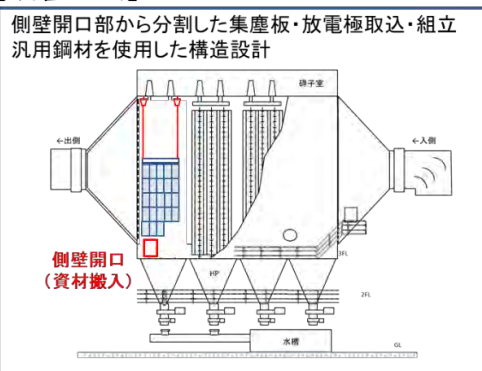 側壁開口部から分割した集塵板・放電極取込・組立
汎用鋼材を使用した構造設計
碍子室
←出側
←入側
側壁開口
（資材搬入）
3FL
HP
2FL
水槽
GL